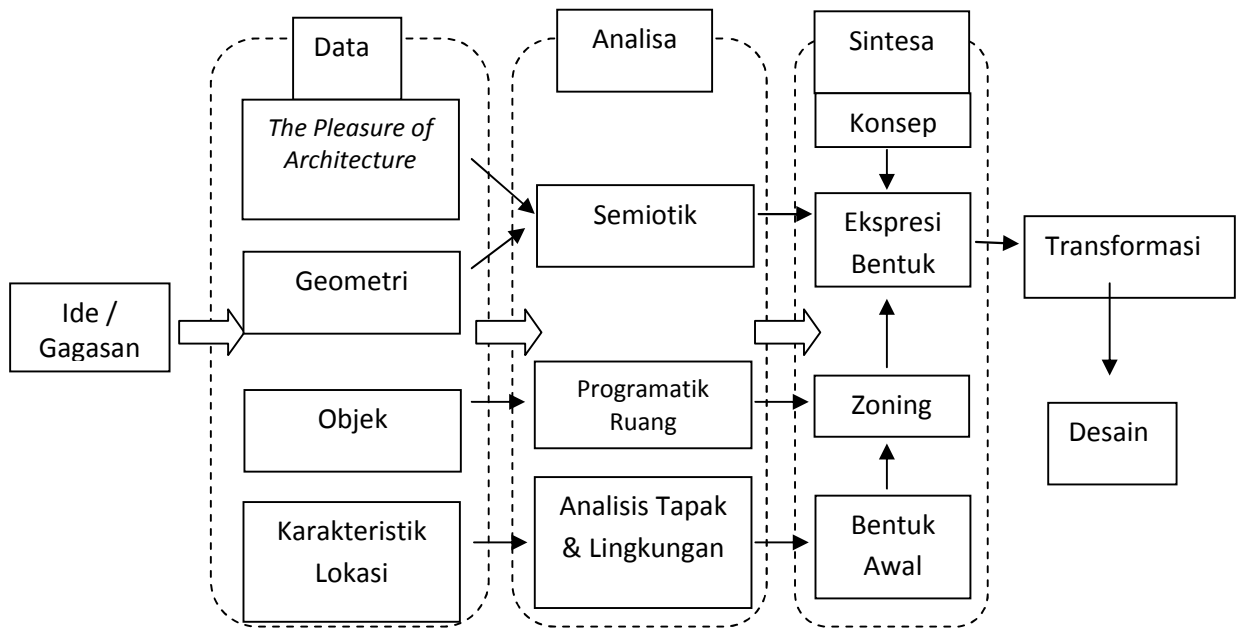 Data
Analisa
Sintesa
The Pleasure of
Architecture
Konsep
Semiotik
Ekspresi
Bentuk
Transformasi
Geometri
Ide /
Gagasan
Objek
Programatik
Ruang
Zoning
Desain
Karakteristik
Lokasi
Analisis Tapak
& Lingkungan
Bentuk
Awal